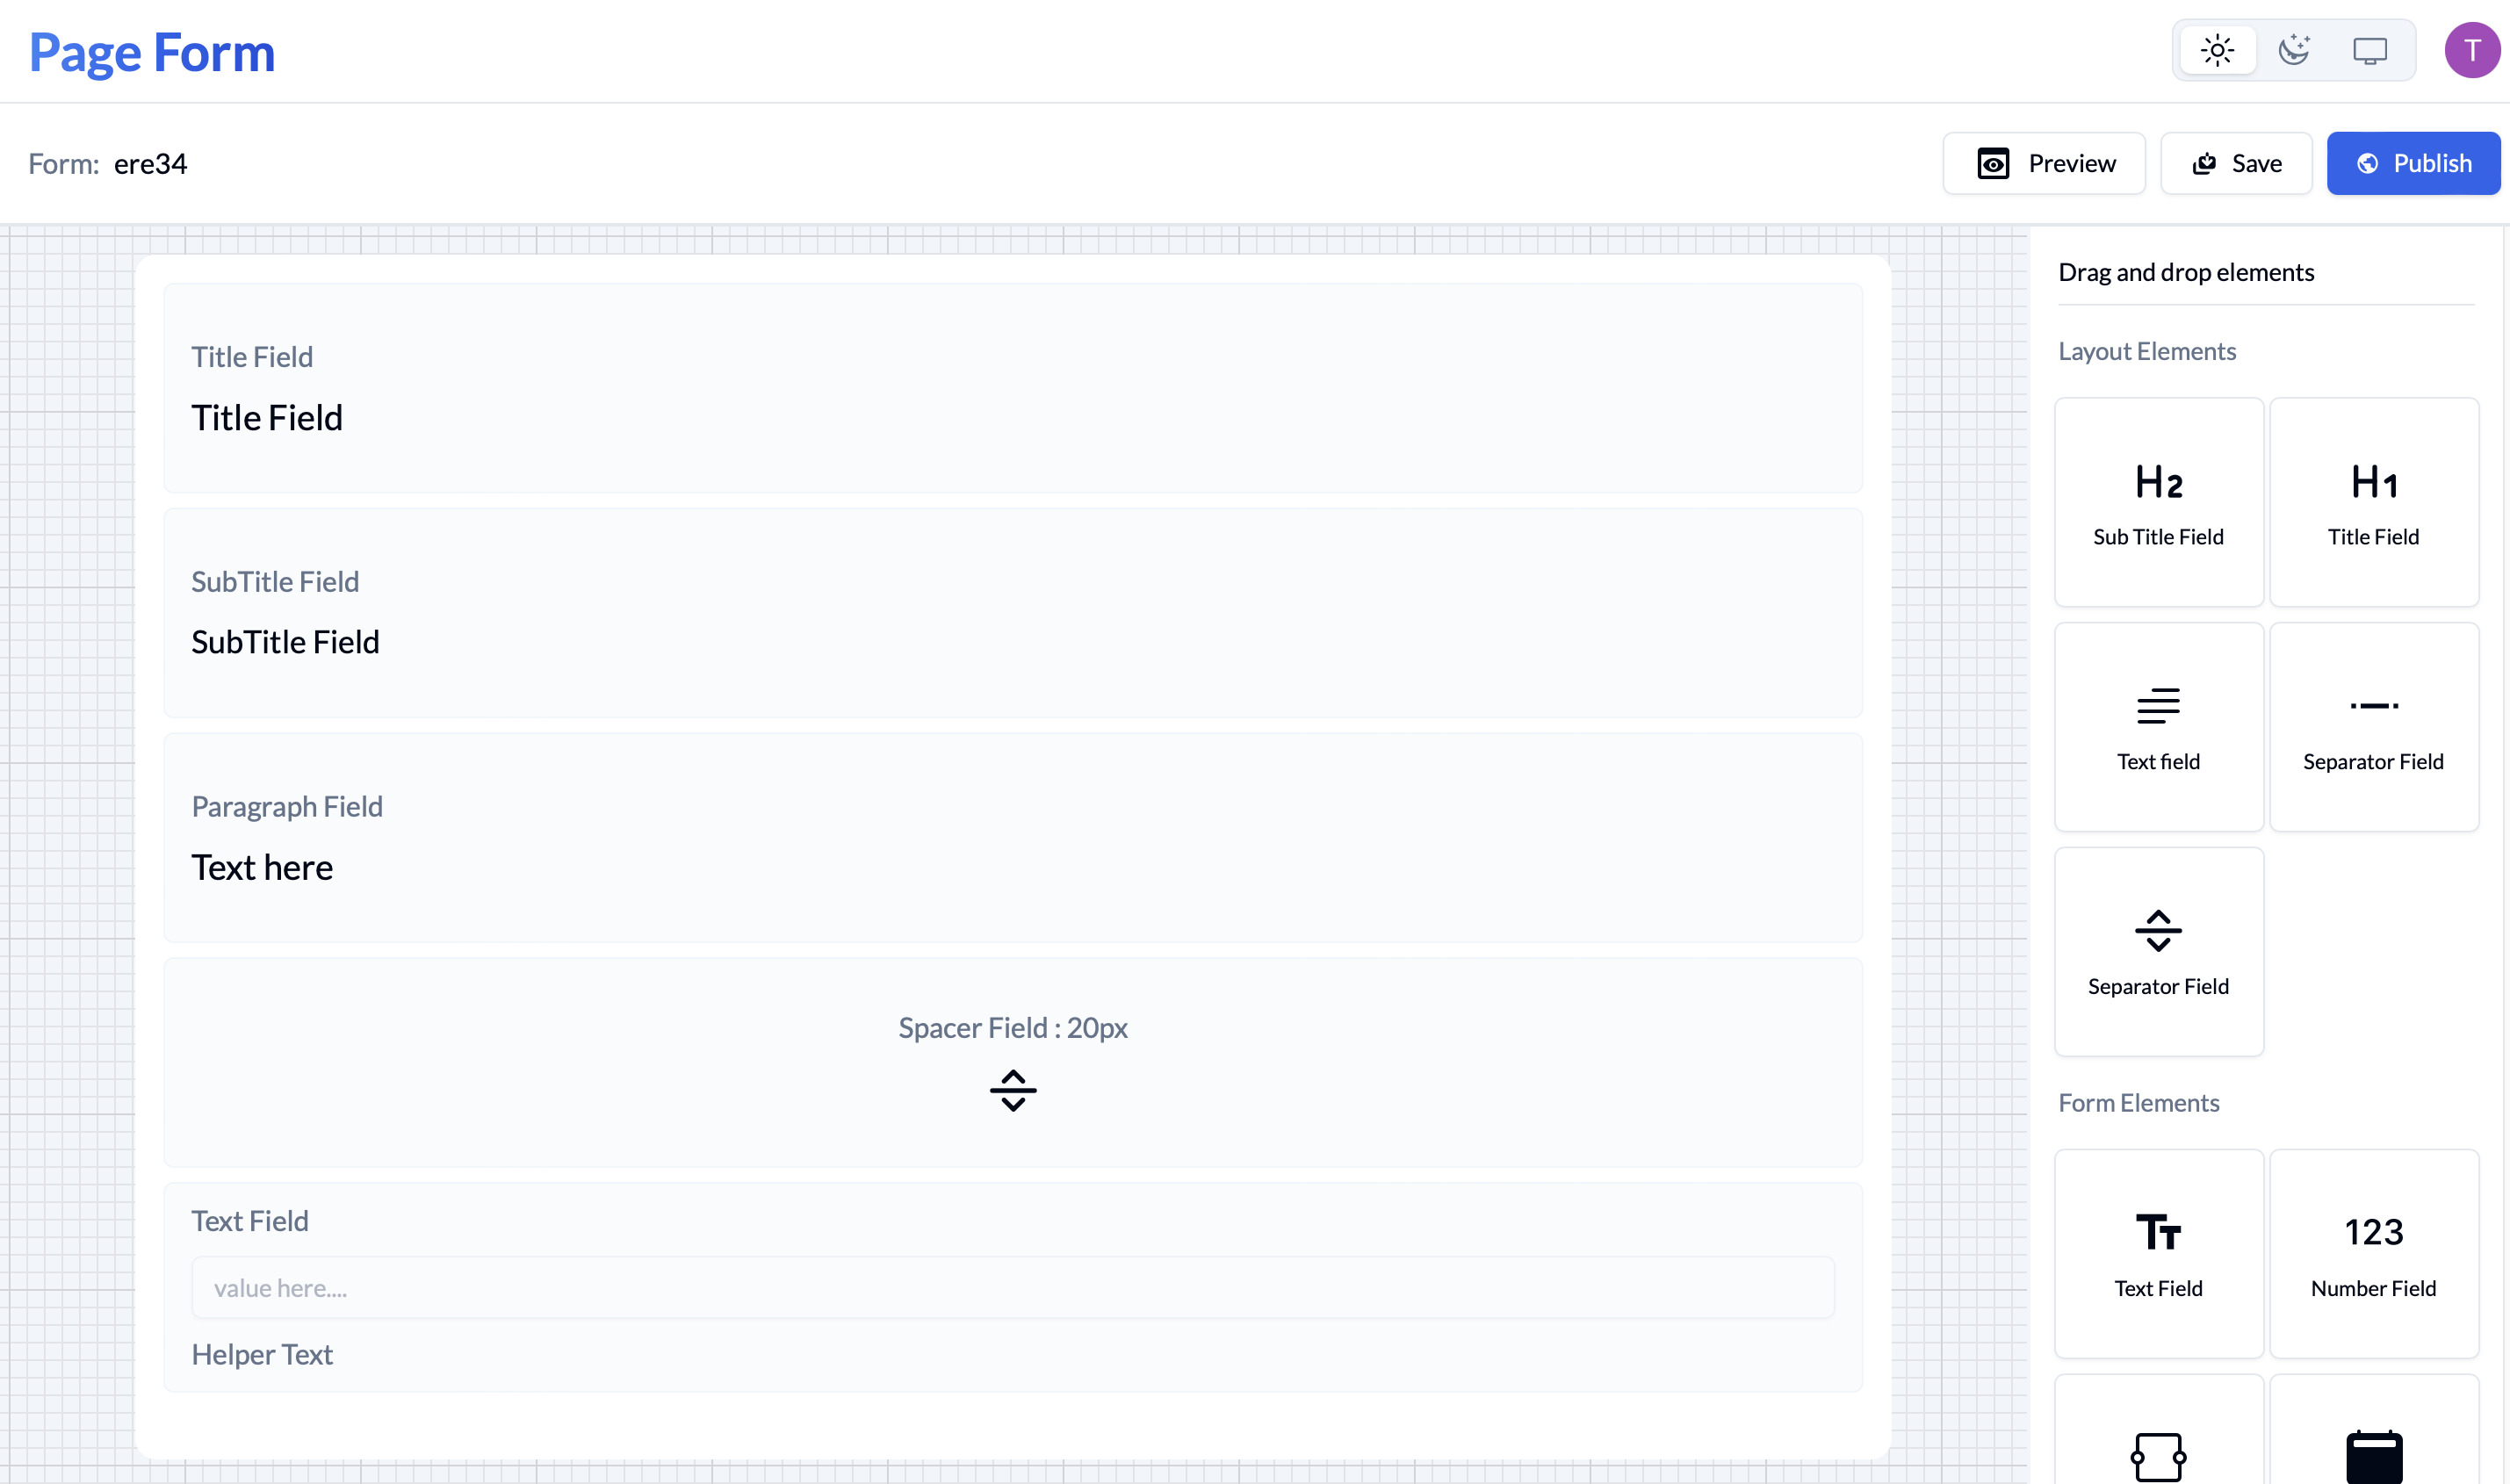 Page Form
T
Form: ere34
Preview
Save
Publish
Title Field
Title Field
SubTitle Field
SubTitle Field
Paragraph Field
Text here
Spacer Field : 20px
Text Field
value here....
Helper Text
Drag and drop elements
Layout Elements
H2
H1
Sub Title Field
Title Field
Text field
Separator Field
Separator Field
Form Elements
TT
123
Text Field
Number Field